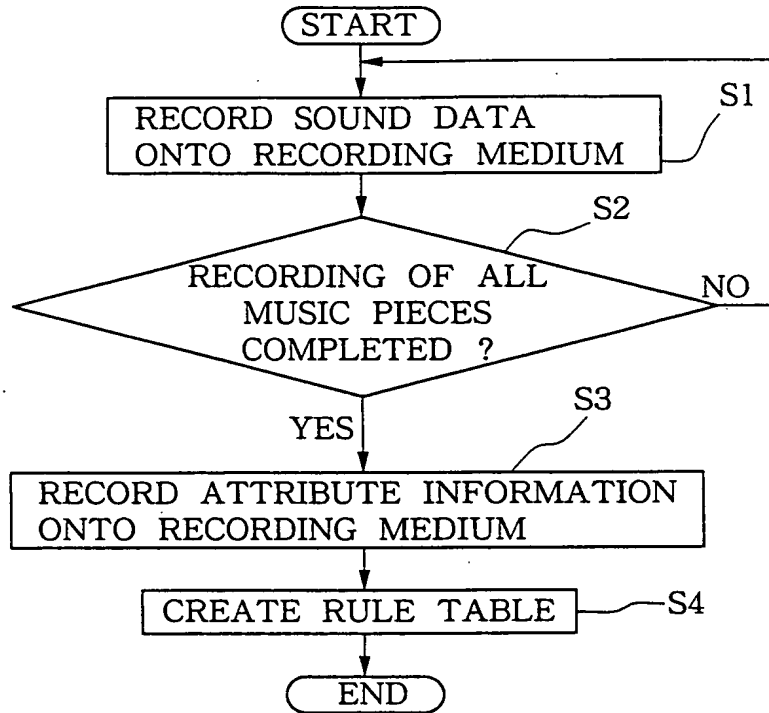 START
RECORD SOUND DATA
ONTO RECORDING MEDIUM
S1
S2
RECORDING OF ALL
MUSIC PIECES
COMPLETED ?
NO
YES
S3
RECORD ATTRIBUTE INFORMATION
ONTO RECORDING MEDIUM
CREATE RULE TABLE
S4
END